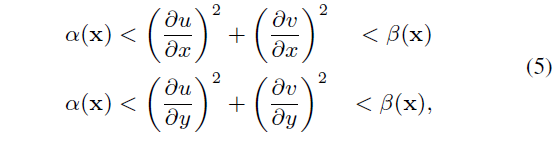 α(x) < (∂u/∂x)² + (∂v/∂x)² < β(x)
α(x) < (∂u/∂y)² + (∂v/∂y)² < β(x),
(5)